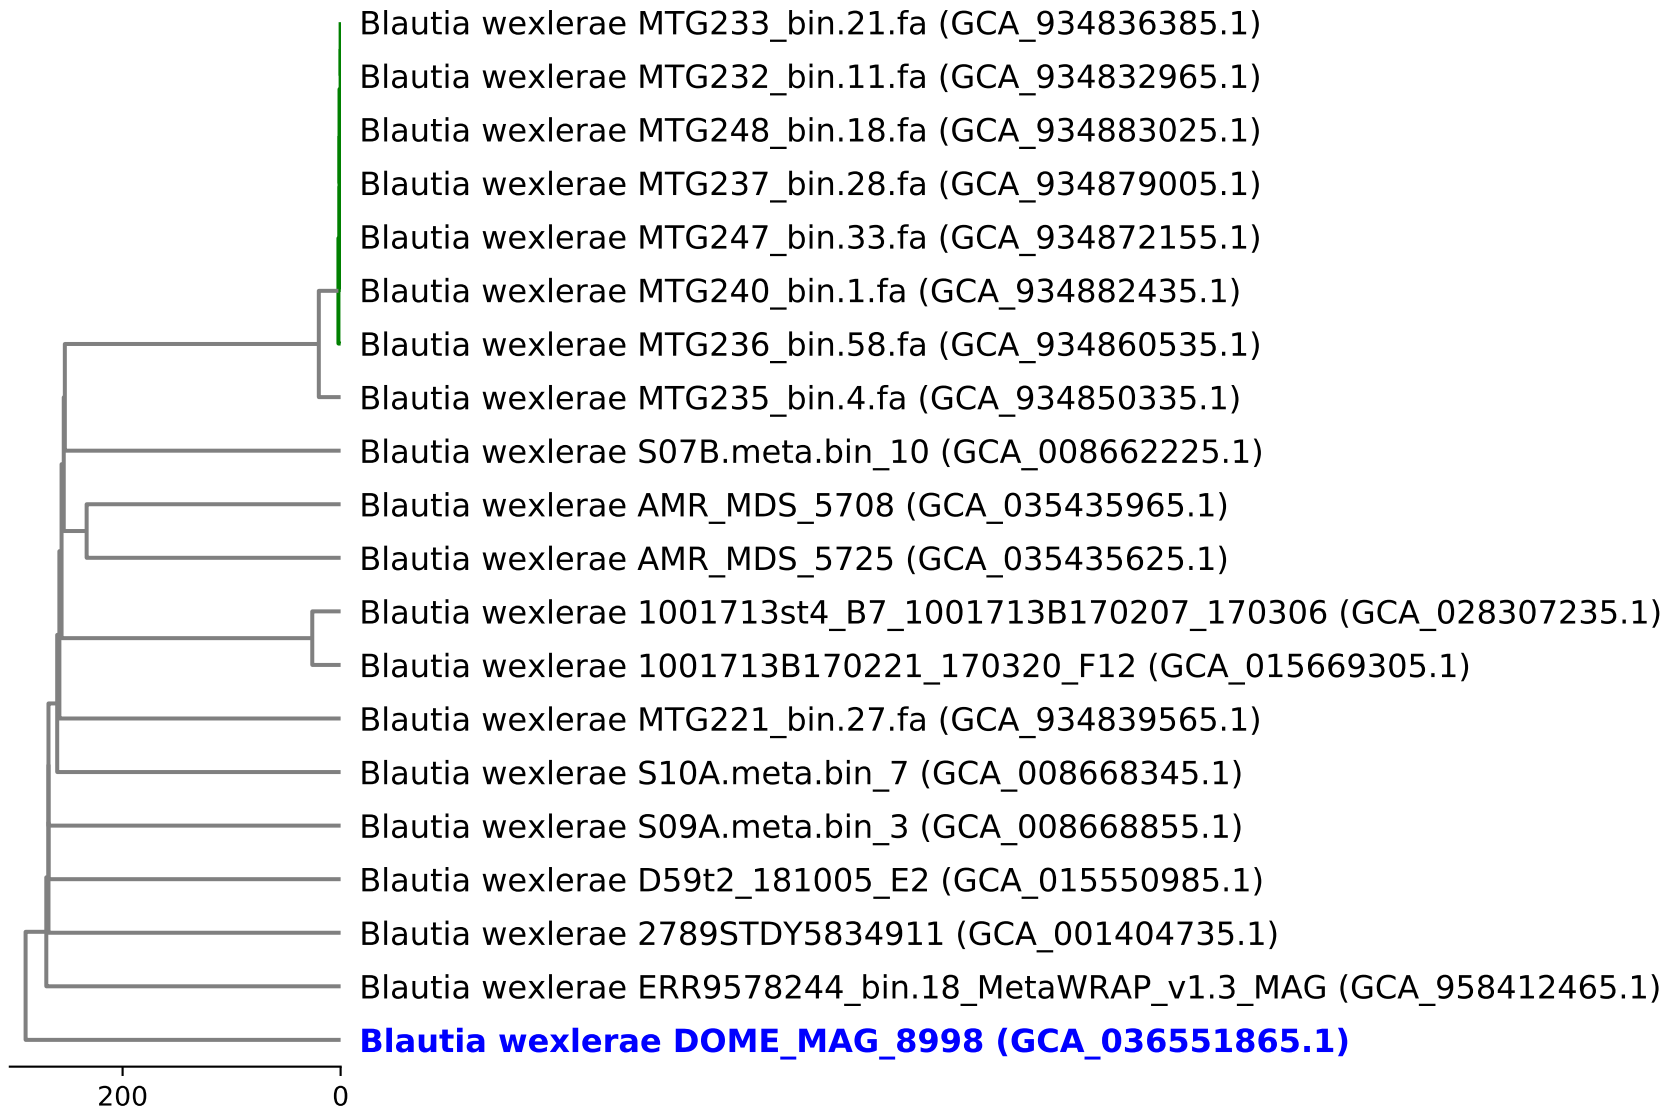 Blautia wexlerae MTG233_bin.21.fa (GCA_934836385.1)
Blautia wexlerae MTG232_bin.11.fa (GCA_934832965.1)
Blautia wexlerae MTG248_bin.18.fa (GCA_934883025.1)
Blautia wexlerae MTG237_bin.28.fa (GCA_934879005.1)
Blautia wexlerae MTG247_bin.33.fa (GCA_934872155.1)
Blautia wexlerae MTG240_bin.1.fa (GCA_934882435.1)
Blautia wexlerae MTG236_bin.58.fa (GCA_934860535.1)
Blautia wexlerae MTG235_bin.4.fa (GCA_934850335.1)
Blautia wexlerae S07B.meta.bin_10 (GCA_008662225.1)
Blautia wexlerae AMR_MDS_5708 (GCA_035435965.1)
Blautia wexlerae AMR_MDS_5725 (GCA_035435625.1)
Blautia wexlerae 1001713st4_B7_1001713B170207_170306 (GCA_028307235.1)
Blautia wexlerae 1001713B170221_170320_F12 (GCA_015669305.1)
Blautia wexlerae MTG221_bin.27.fa (GCA_934839565.1)
Blautia wexlerae S10A.meta.bin_7 (GCA_008668345.1)
Blautia wexlerae S09A.meta.bin_3 (GCA_008668855.1)
Blautia wexlerae D59t2_181005_E2 (GCA_015550985.1)
Blautia wexlerae 2789STDY5834911 (GCA_001404735.1)
Blautia wexlerae ERR9578244_bin.18_MetaWRAP_v1.3_MAG (GCA_958412465.1)
Blautia wexlerae DOME_MAG_8998 (GCA_036551865.1)
200 0